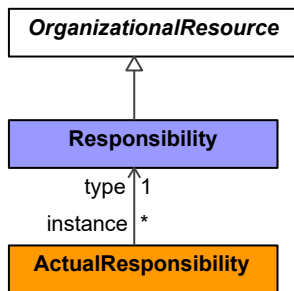 OrganizationalResource
Responsibility
type 1
instance *
ActualResponsibility